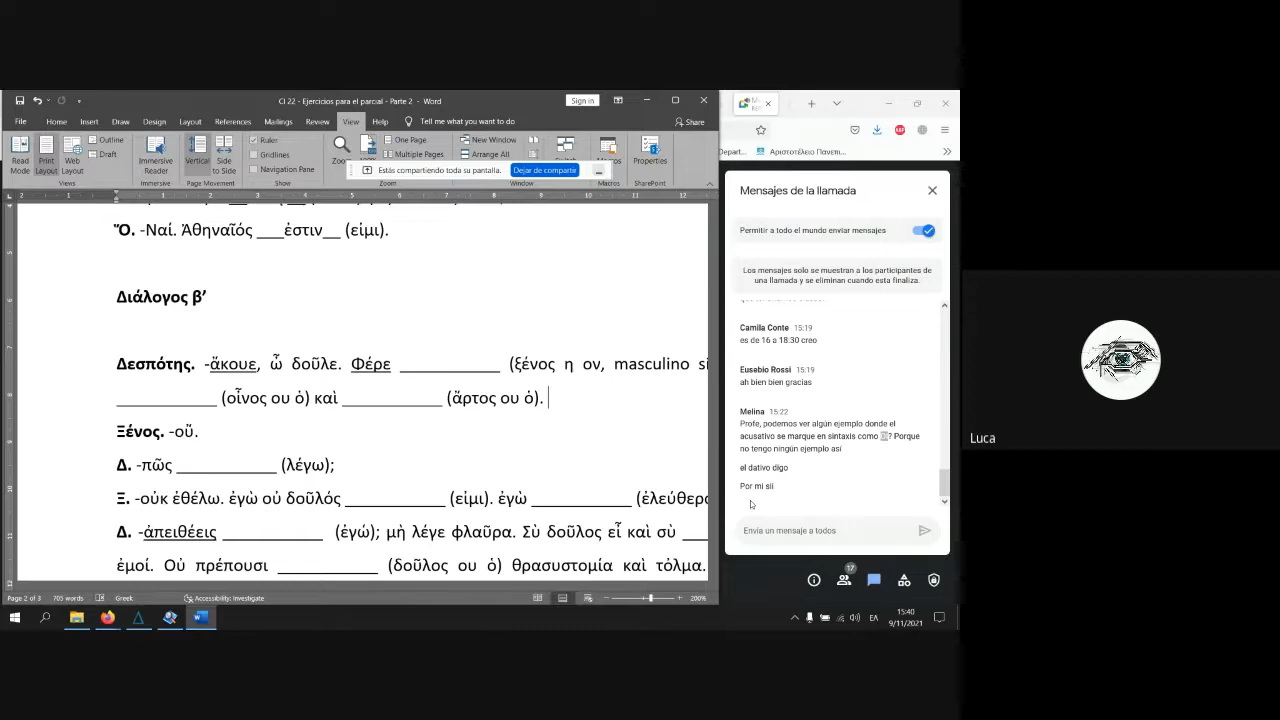 CI 22 - Ejercicios para el parcial - Parte 2 - Word
Sign in
File Home Insert Draw Design Layout References Mailings Review View Help Tell me what you want to do Share
Read Mode
Print Layout
Web Layout
Outline
Draft
Views
Immersive Reader
Immersive
Vertical
Side to Side
Page Movement
Ruler
Gridlines
Navigation Pane
Show
One Page
Multiple Pages
Zoom
New Window
Arrange All
Window
Macros
Properties
SharePoint
Estás compartiendo toda su pantalla. Dejar de comparte
Ὅ. -Ναί. Ἀθηναῖός ___ἐστιν__ (εἰμι).
Διάλογος β’
Δεσπότης. -ἄκουε, ὦ δοῦλε. Φέρε ___________ (ξένος η ον, masculino si
___________ (οἶνος ου ὁ) καὶ ___________ (ἄρτος ου ὁ).
Ξένος. -οὔ.
Δ. -πῶς ___________ (λέγω);
Ξ. -οὐκ ἐθέλω. ἐγὼ οὐ δοῦλός ___________ (εἰμι). ἐγὼ ___________ (ἐλεύθερο
Δ. -ἀπειθέεις ___________ (ἐγώ); μὴ λέγε φλαῦρα. Σὺ δοῦλος εἶ καὶ σὺ ___
ἐμοί. Οὐ πρέπουσι ___________ (δοῦλος ου ὁ) θρασυστομία καὶ τόλμα.
Page 2 of 3 705 words Greek Accessibility: Investigate 200%
Αριστοτέλειο Πανεπι...
Mensajes de la llamada
Permitir a todo el mundo enviar mensajes
Los mensajes solo se muestran a los participantes de
una llamada y se eliminan cuando esta finaliza.
Camila Conte 15:19
es de 16 a 18:30 creo
Eusebio Rossi 15:19
ah bien bien gracias
Melina 15:22
Profe, podemos ver algún ejemplo donde el
acusativo se marque en sintaxis como ? Porque
no tengo ningún ejemplo así
el dativo digo
Por mi sii
Envía un mensaje a todos
17
15:40
ΕΛ
9/11/2021
Luca